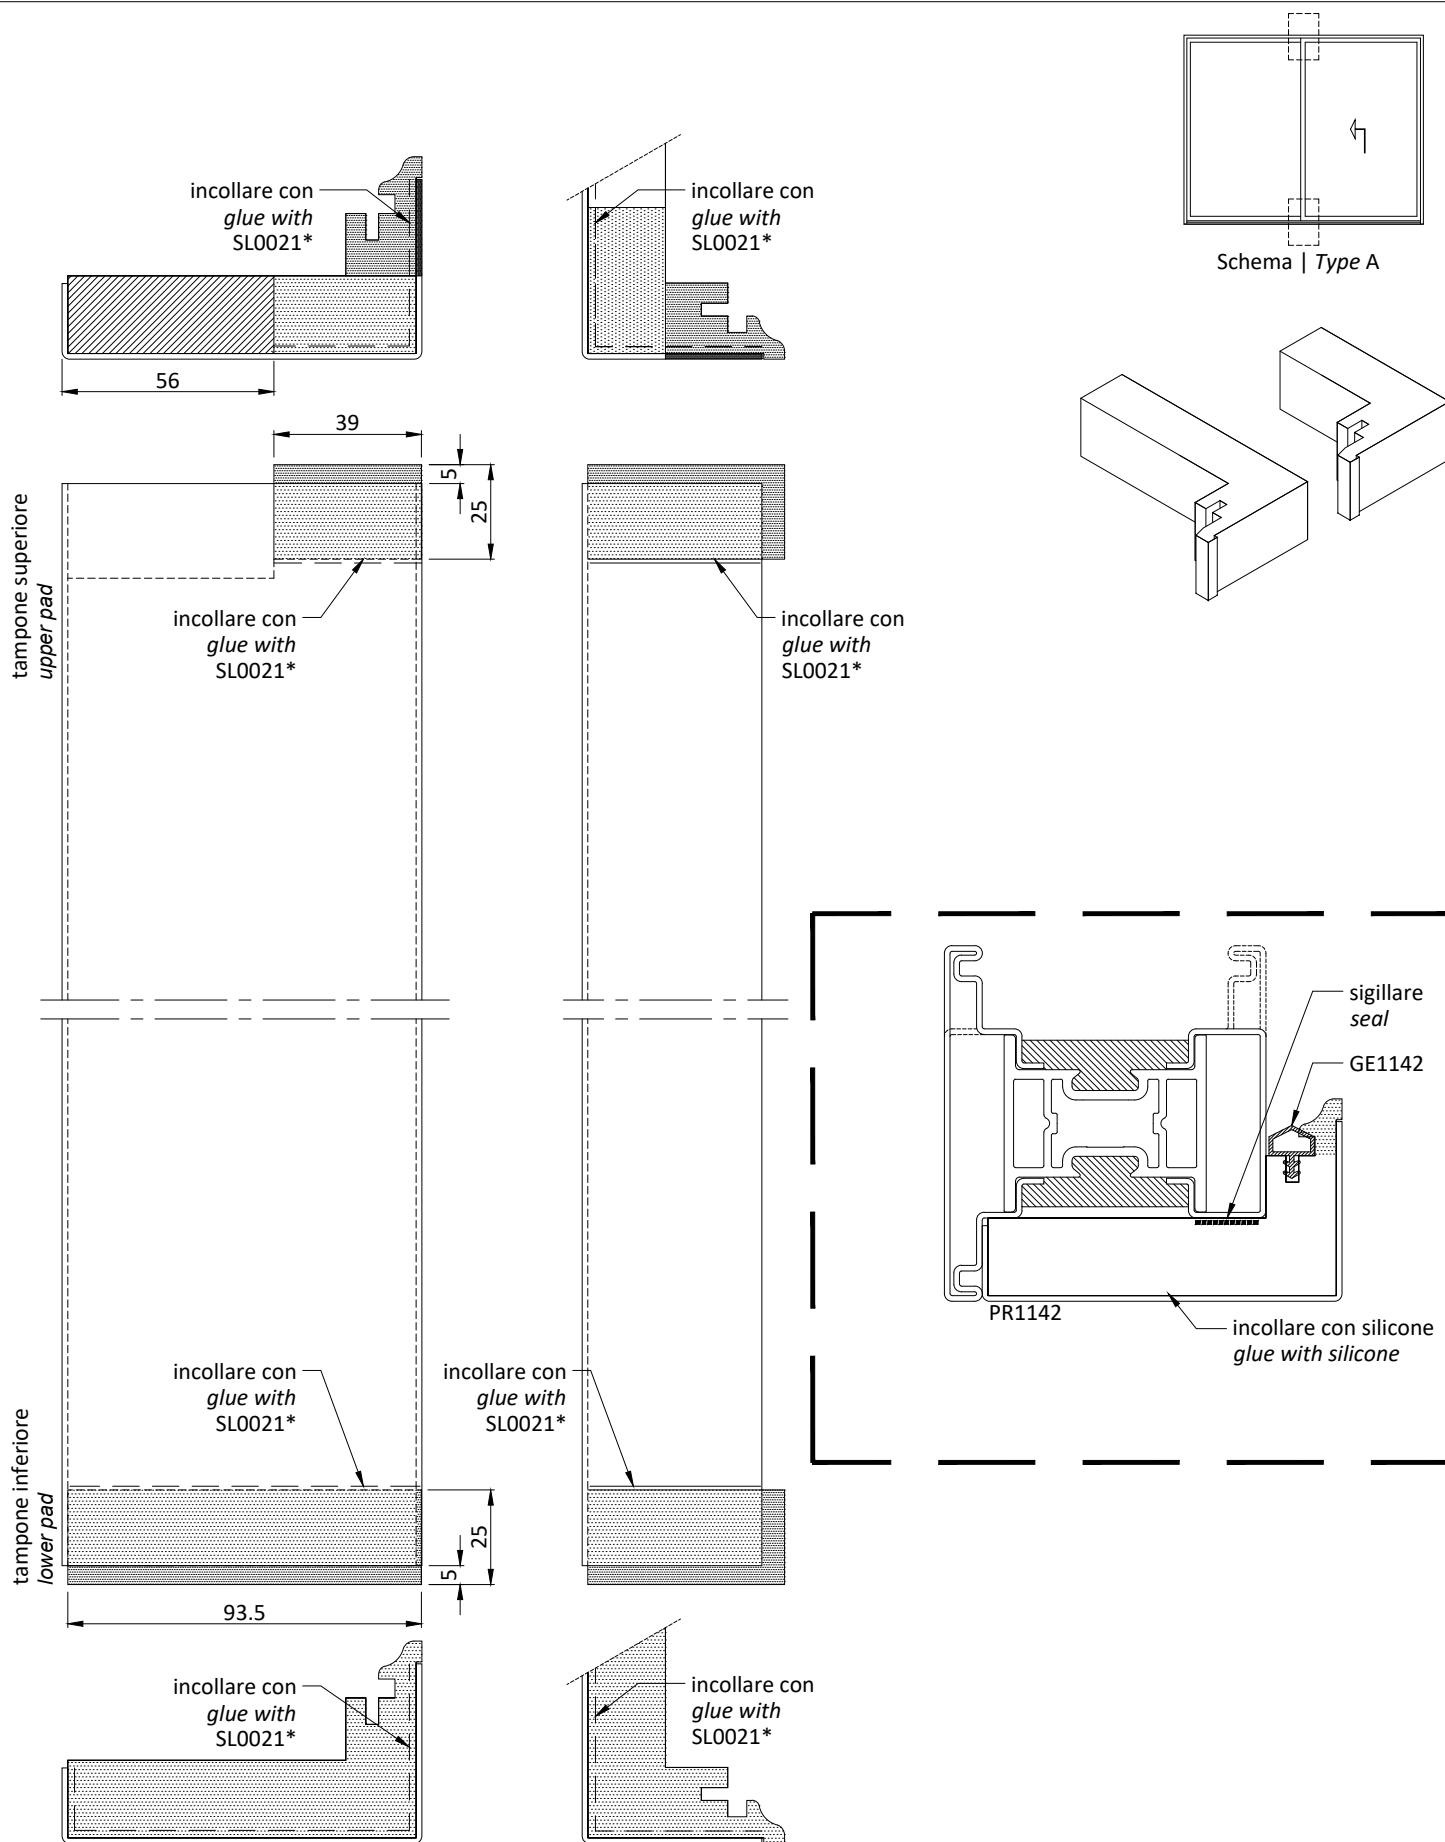 Schema | Type A
incollare con
glue with
SL0021*
incollare con
glue with
SL0021*
56
39
5
25
tampone superiore
upper pad
incollare con
glue with
SL0021*
incollare con
glue with
SL0021*
sigillare
seal
GE1142
PR1142
incollare con silicone
glue with silicone
incollare con
glue with
SL0021*
incollare con
glue with
SL0021*
tampone inferiore
lower pad
25
5
93.5
incollare con
glue with
SL0021*
incollare con
glue with
SL0021*